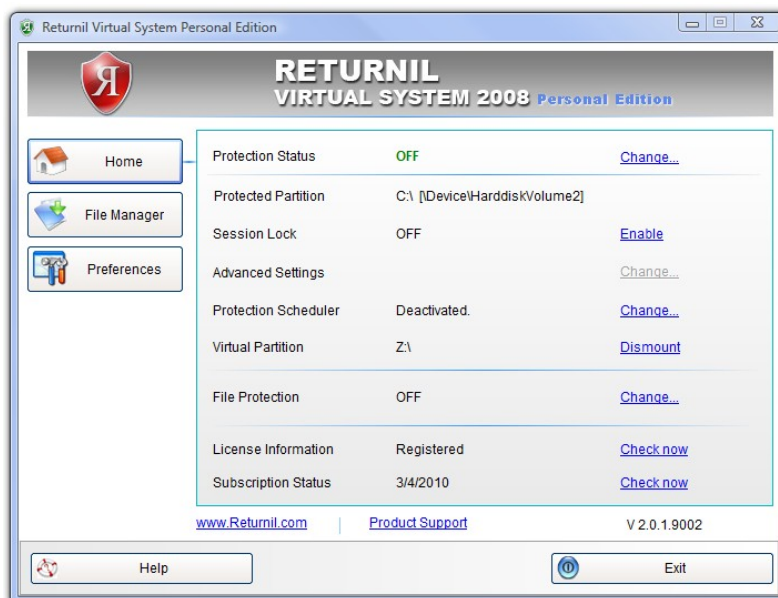 Returnil Virtual System Personal Edition
RETURNIL
VIRTUAL SYSTEM 2008 Personal Edition
Home
File Manager
Preferences
Protection Status OFF Change...
Protected Partition C:\ [\Device\HarddiskVolume2]
Session Lock OFF Enable
Advanced Settings Change...
Protection Scheduler Deactivated. Change...
Virtual Partition Z:\ Dismount
File Protection OFF Change...
License Information Registered Check now
Subscription Status 3/4/2010 Check now
www.Returnil.com Product Support V 2.0.1.9002
Help Exit